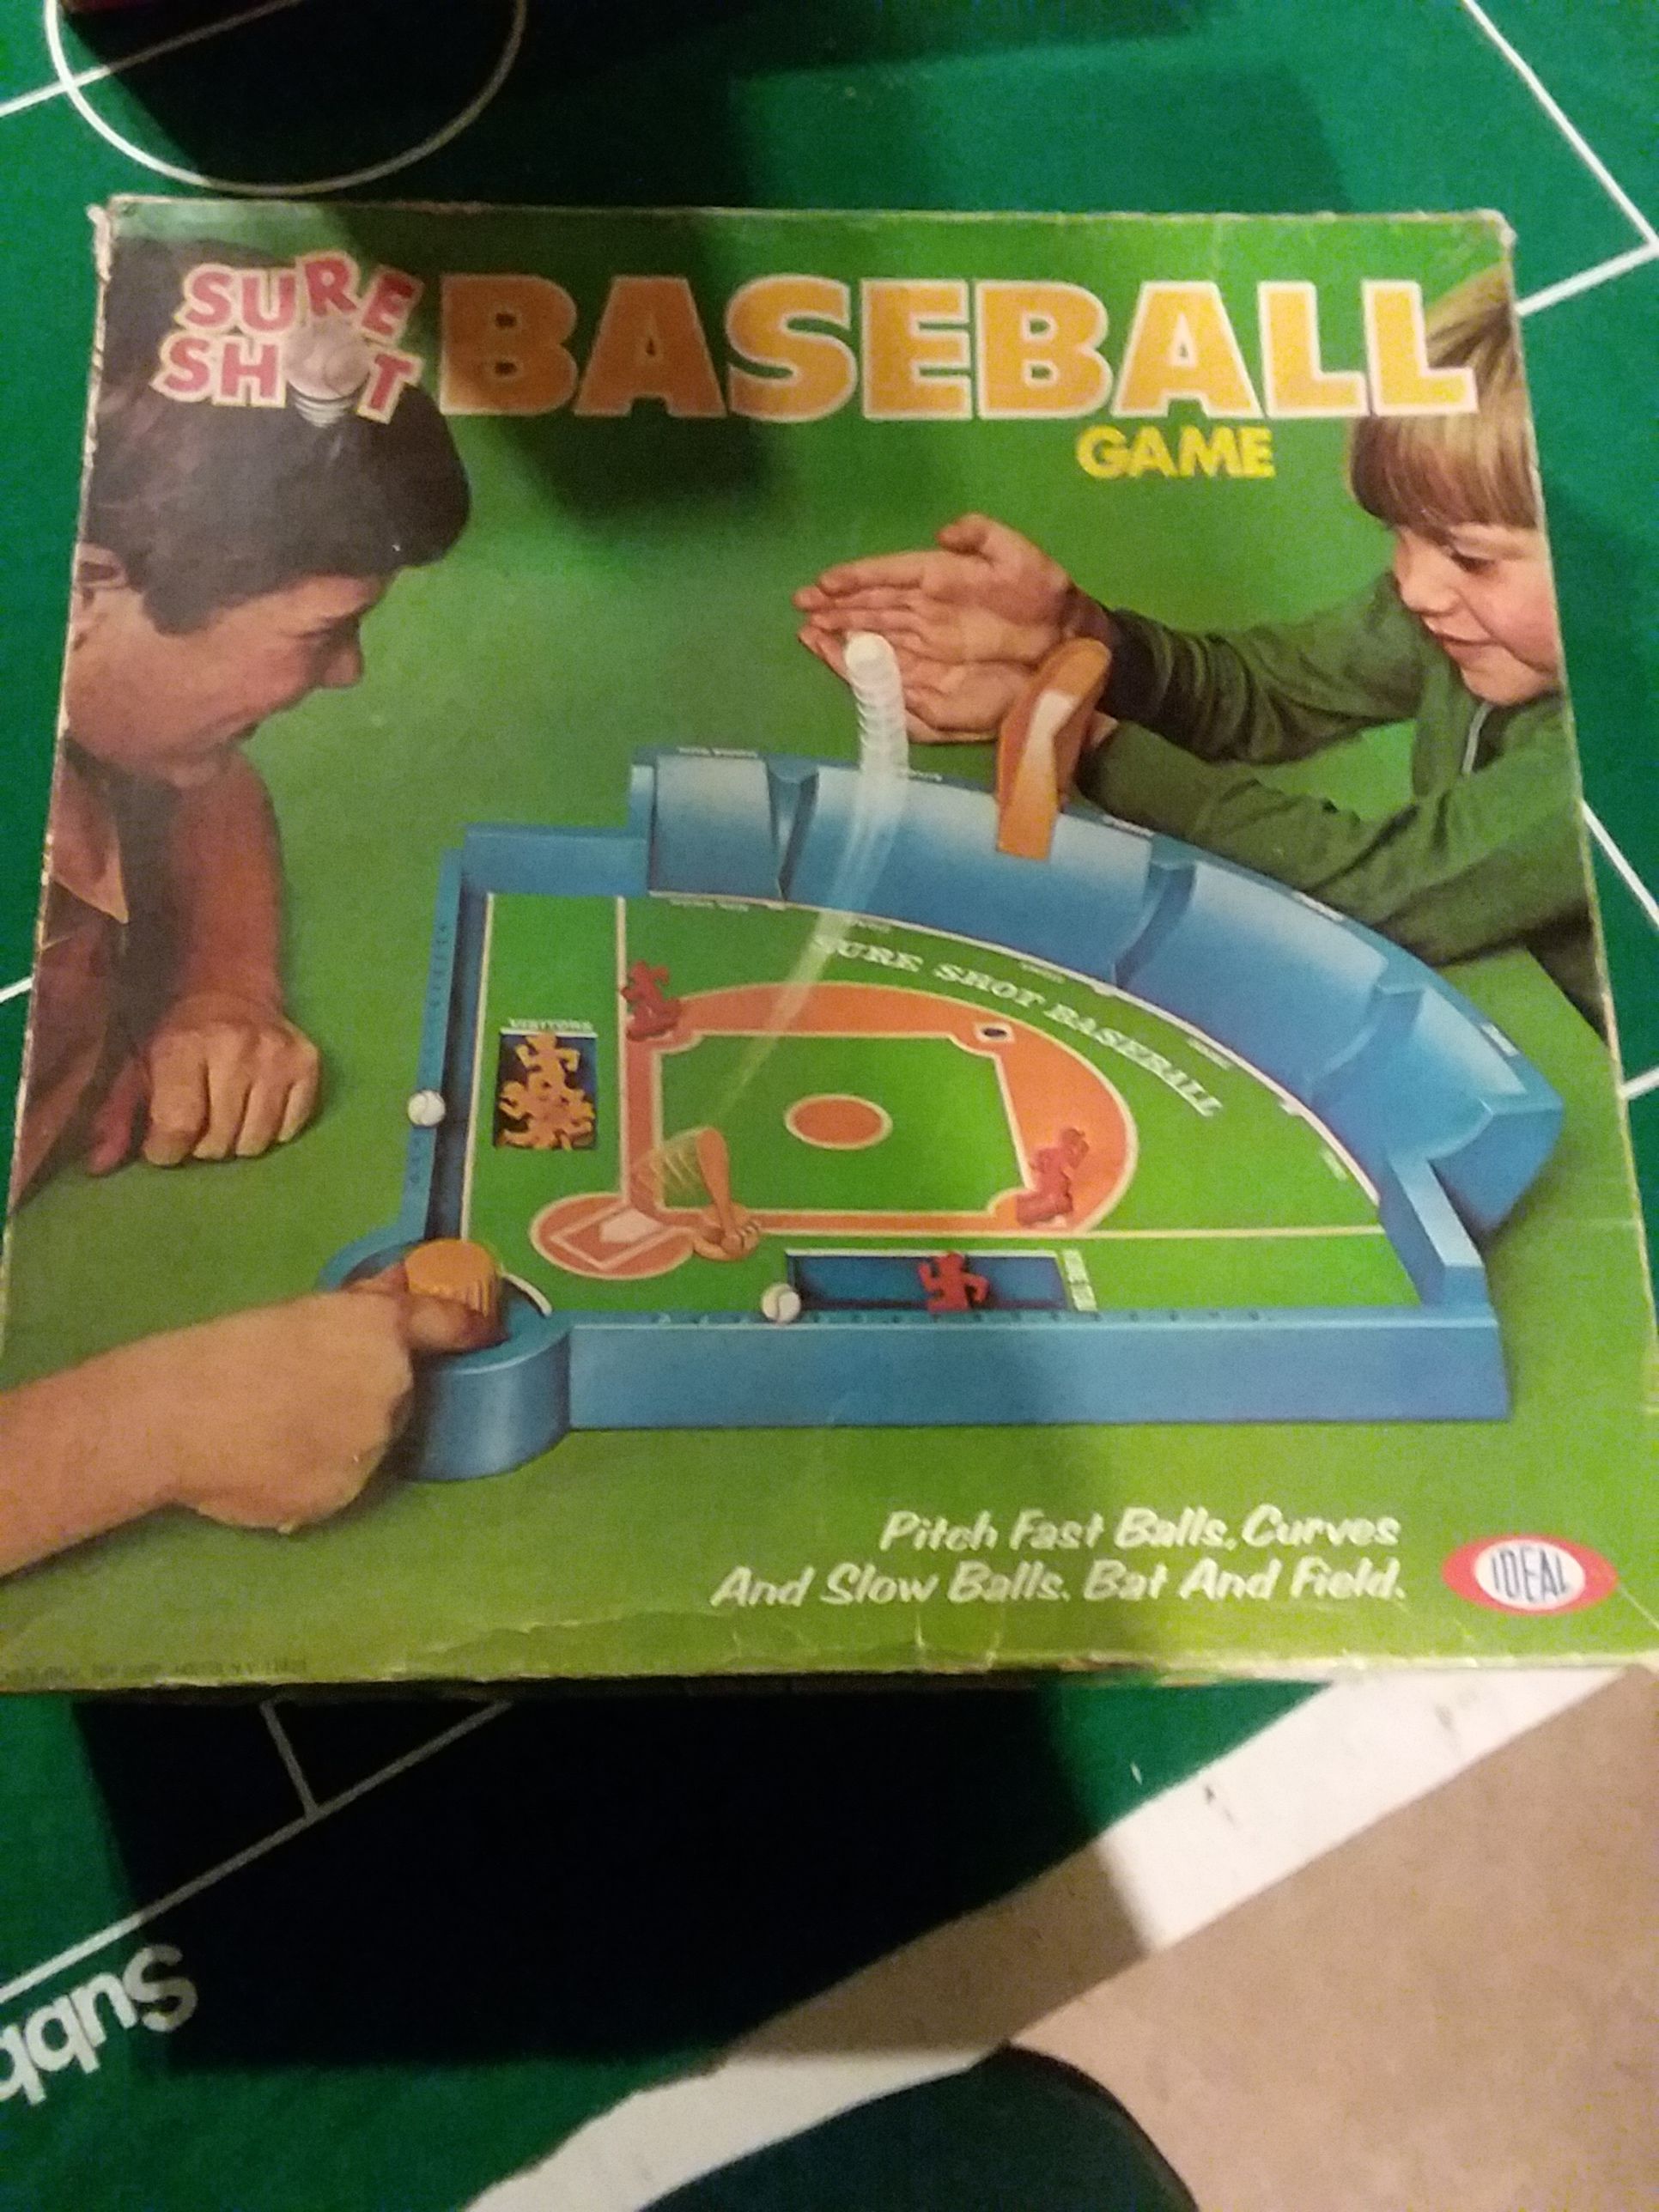 SURE
SHOT
BASEBALL
GAME
SURE SHOT BASEBALL
VISITORS
Pitch Fast Balls, Curves
And Slow Balls. Bat And Field.
IDEAL
Subb